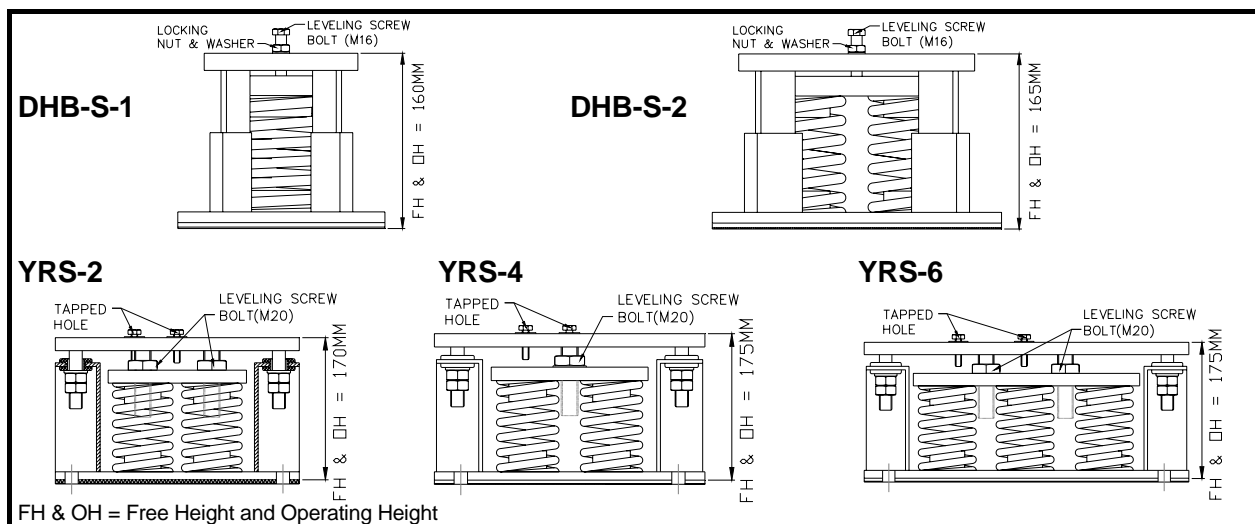 LOCKING
NUT & WASHER
LEVELING SCREW
BOLT (M16)
DHB-S-1
FH & OH = 160MM
LOCKING
NUT & WASHER
LEVELING SCREW
BOLT (M16)
DHB-S-2
FH & OH = 165MM
YRS-2
TAPPED
HOLE
LEVELING SCREW
BOLT(M20)
FH & OH = 170MM
YRS-4
TAPPED
HOLE
LEVELING SCREW
BOLT(M20)
FH & OH = 175MM
YRS-6
TAPPED
HOLE
LEVELING SCREW
BOLT(M20)
FH & OH = 175MM
FH & OH = Free Height and Operating Height